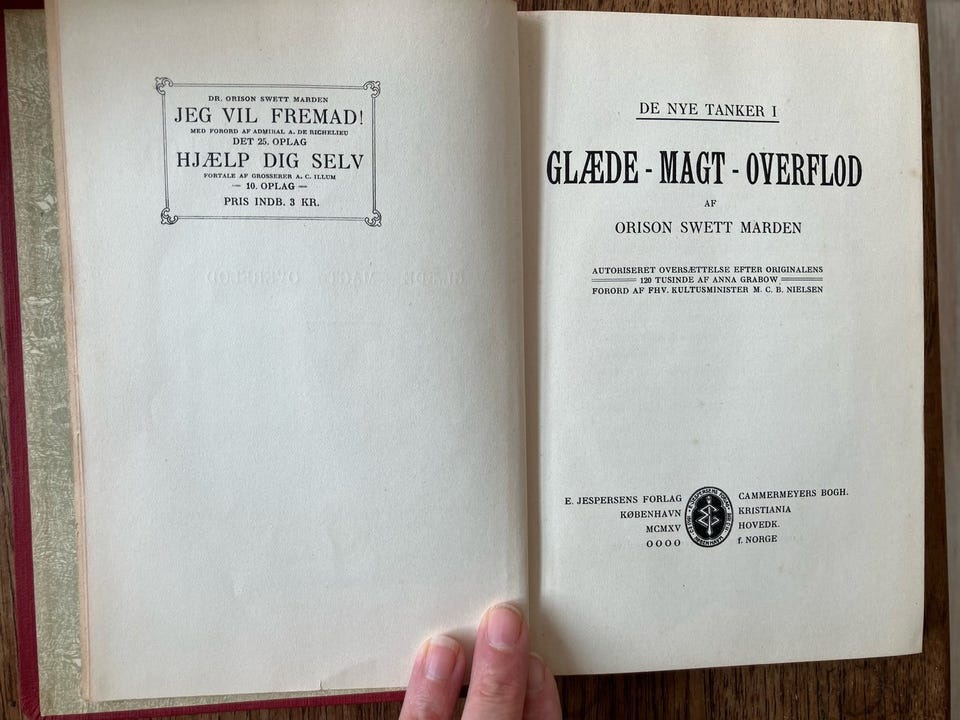 DR. ORISON SWETT MARDEN
JEG VIL FREMAD!
MED FORORD AF ADMIRAL A. DE RICHELIEU
DET 25. OPLAG
HJÆLP DIG SELV
FORTALE AF GROSSERER A. C. ILLUM
10. OPLAG
PRIS INDB. 3 KR.
DE NYE TANKER I
GLÆDE - MAGT - OVERFLOD
AF
ORISON SWETT MARDEN
AUTORISERET OVERSÆTTELSE EFTER ORIGINALENS
120 TUSINDE AF ANNA GRABOW
FORORD AF FHV. KULTUSMINISTER M. C. B. NIELSEN
E. JESPERSENS FORLAG
KØBENHAVN
MCMXV
0000
CAMMERMEYERS BOGH.
KRISTIANIA
HOVEDK.
f. NORGE